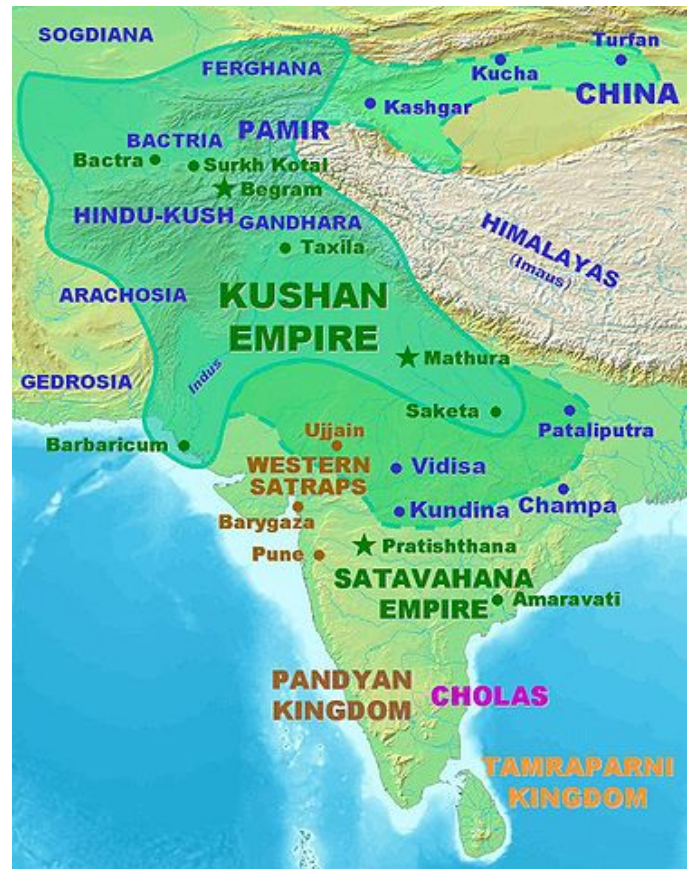 SOGDIANA
Turfan
FERGHANA
Kucha
CHINA
Kashgar
PAMIR
BACTRIA
Bactra
Surkh Kotal
Begram
HINDU-KUSH
GANDHARA
HIMALAYAS
(Imaus)
Taxila
ARACHOSIA
KUSHAN
EMPIRE
Mathura
GEDROSIA
Indus
Saketa
Pataliputra
Barbaricum
Ujjain
WESTERN
SATRAPS
Vidisa
Champa
Barygaza
Kundina
Pune
Pratishthana
SATAVAHANA
EMPIRE
Amaravati
PANDYAN
KINGDOM
CHOLAS
TAMRAPARNI
KINGDOM